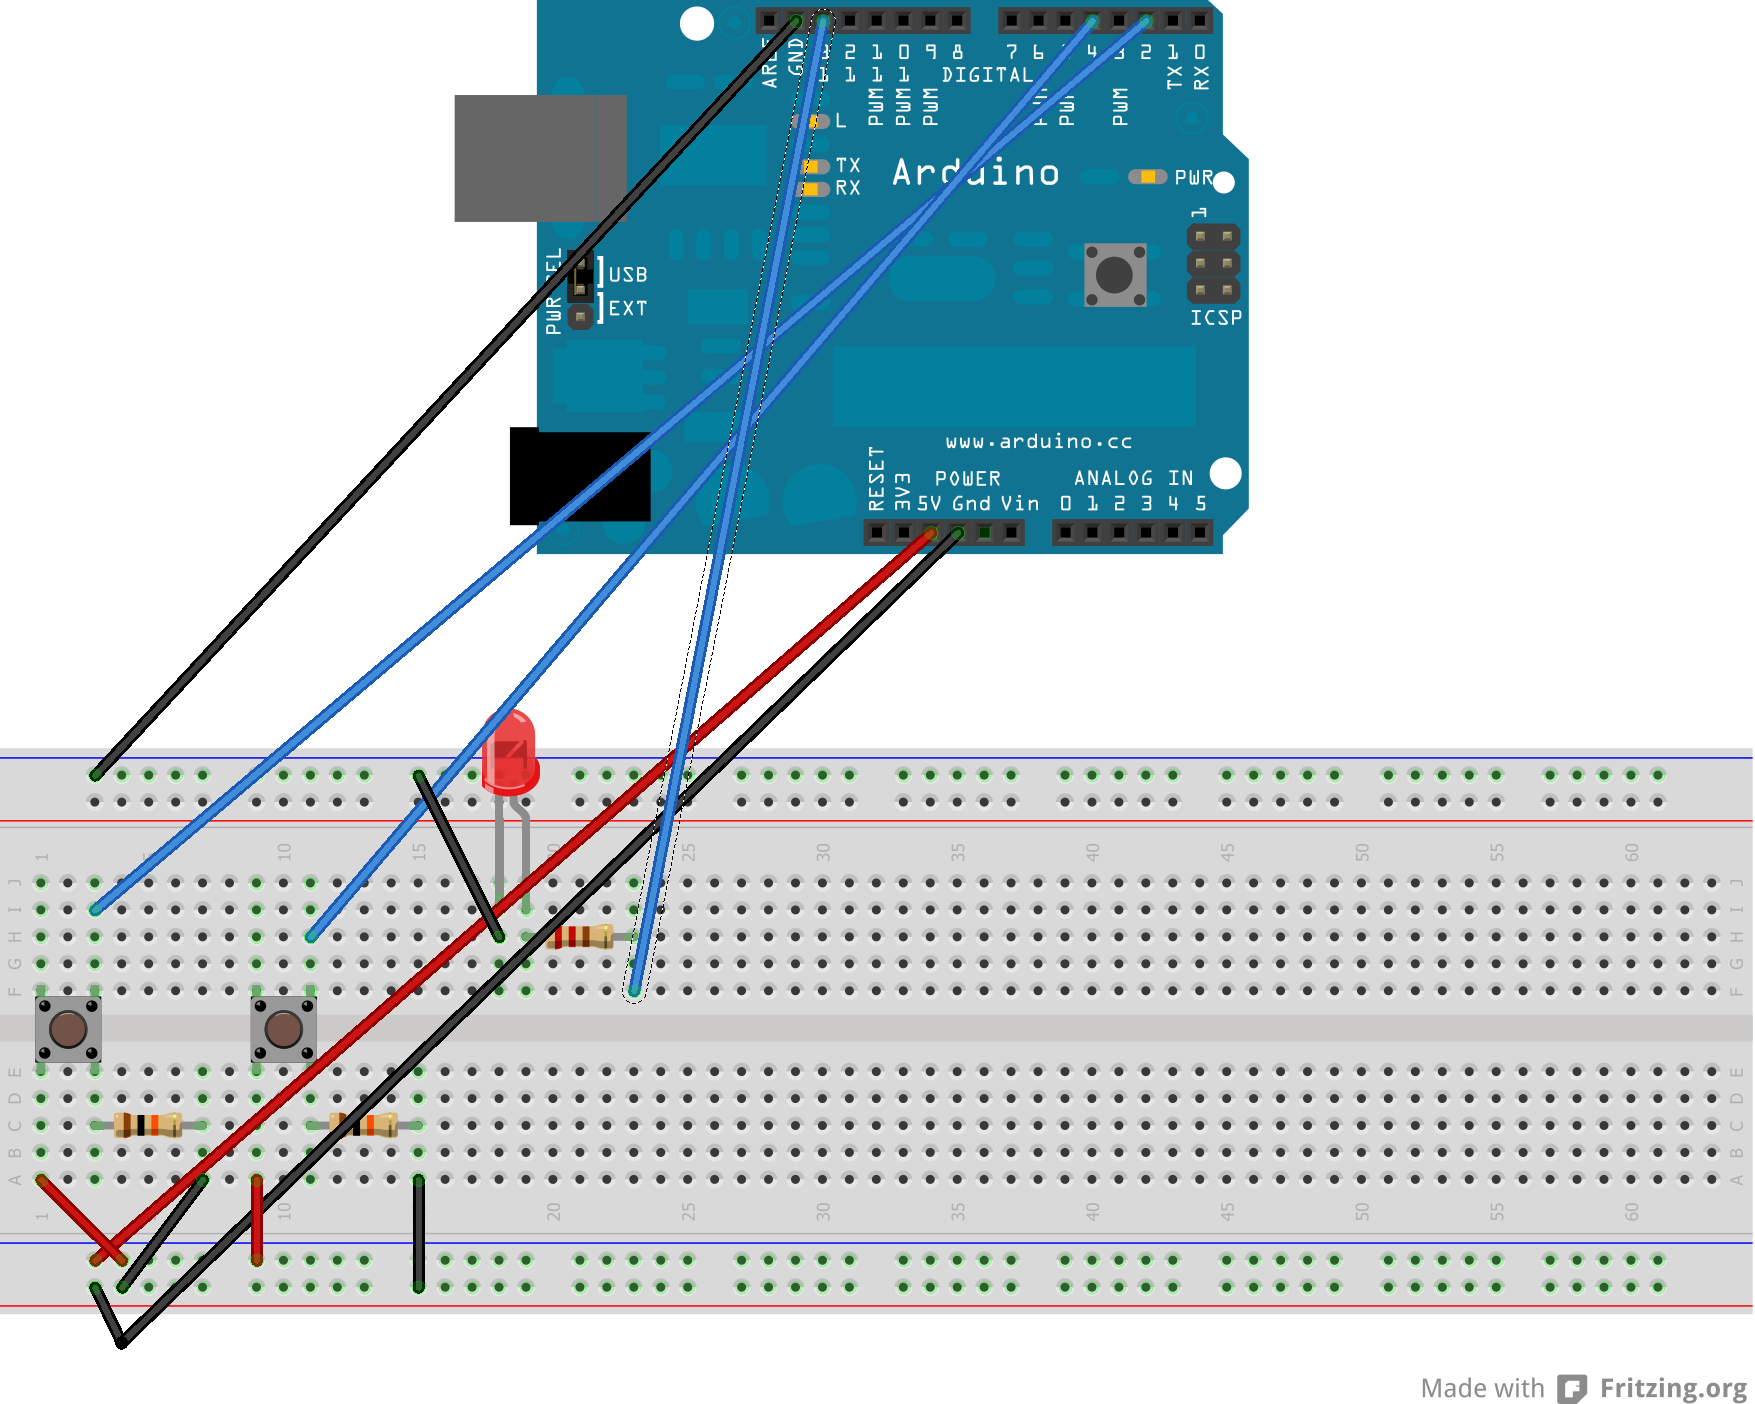 AREF GND 13 12 11 10 9 8 7 6 4 3 2 1 0
PWM PWM PWM DIGITAL PWM PWM TX RX
L
TX
RX
Arduino
PWR
1
ICSP
PWR SEL
USB
EXT
www.arduino.cc
RESET 3V3
POWER ANALOG IN
5V Gnd Vin 0 1 2 3 4 5
1 10 15 20 25 30 35 40 45 50 55 60
J J
I I
H H
G G
F F
E E
D D
C C
B B
A A
1 10 20 25 30 35 40 45 50 55 60
Made with Fritzing.org